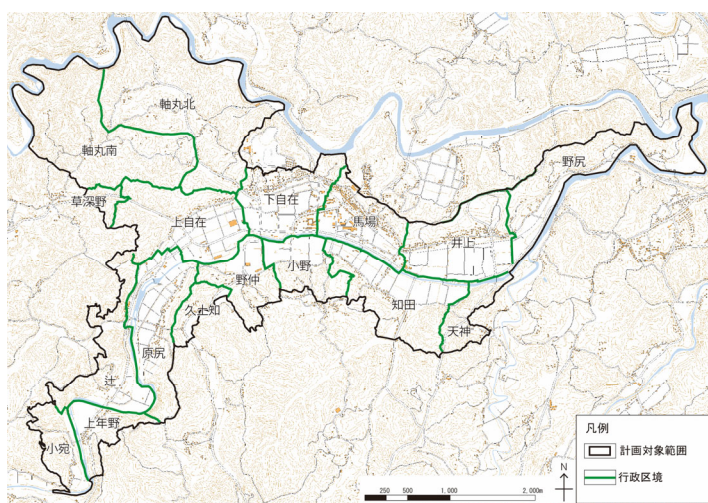 軸丸北
軸丸南
草深野
上自在
下自在
馬場
野尻
井上
小野
野仲
久土知
知田
天神
原尻
辻
上年野
小宛
凡例
計画対象範囲
行政区境
N
250 500 1,000 2,000m